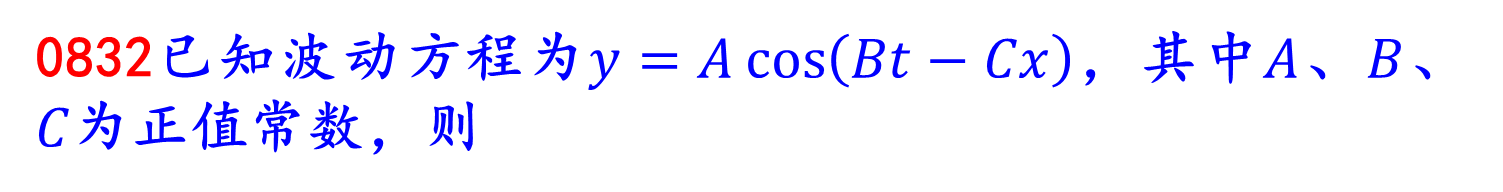 0832已知波动方程为y = A cos(Bt − Cx)，其中A、B、
C为正值常数，则